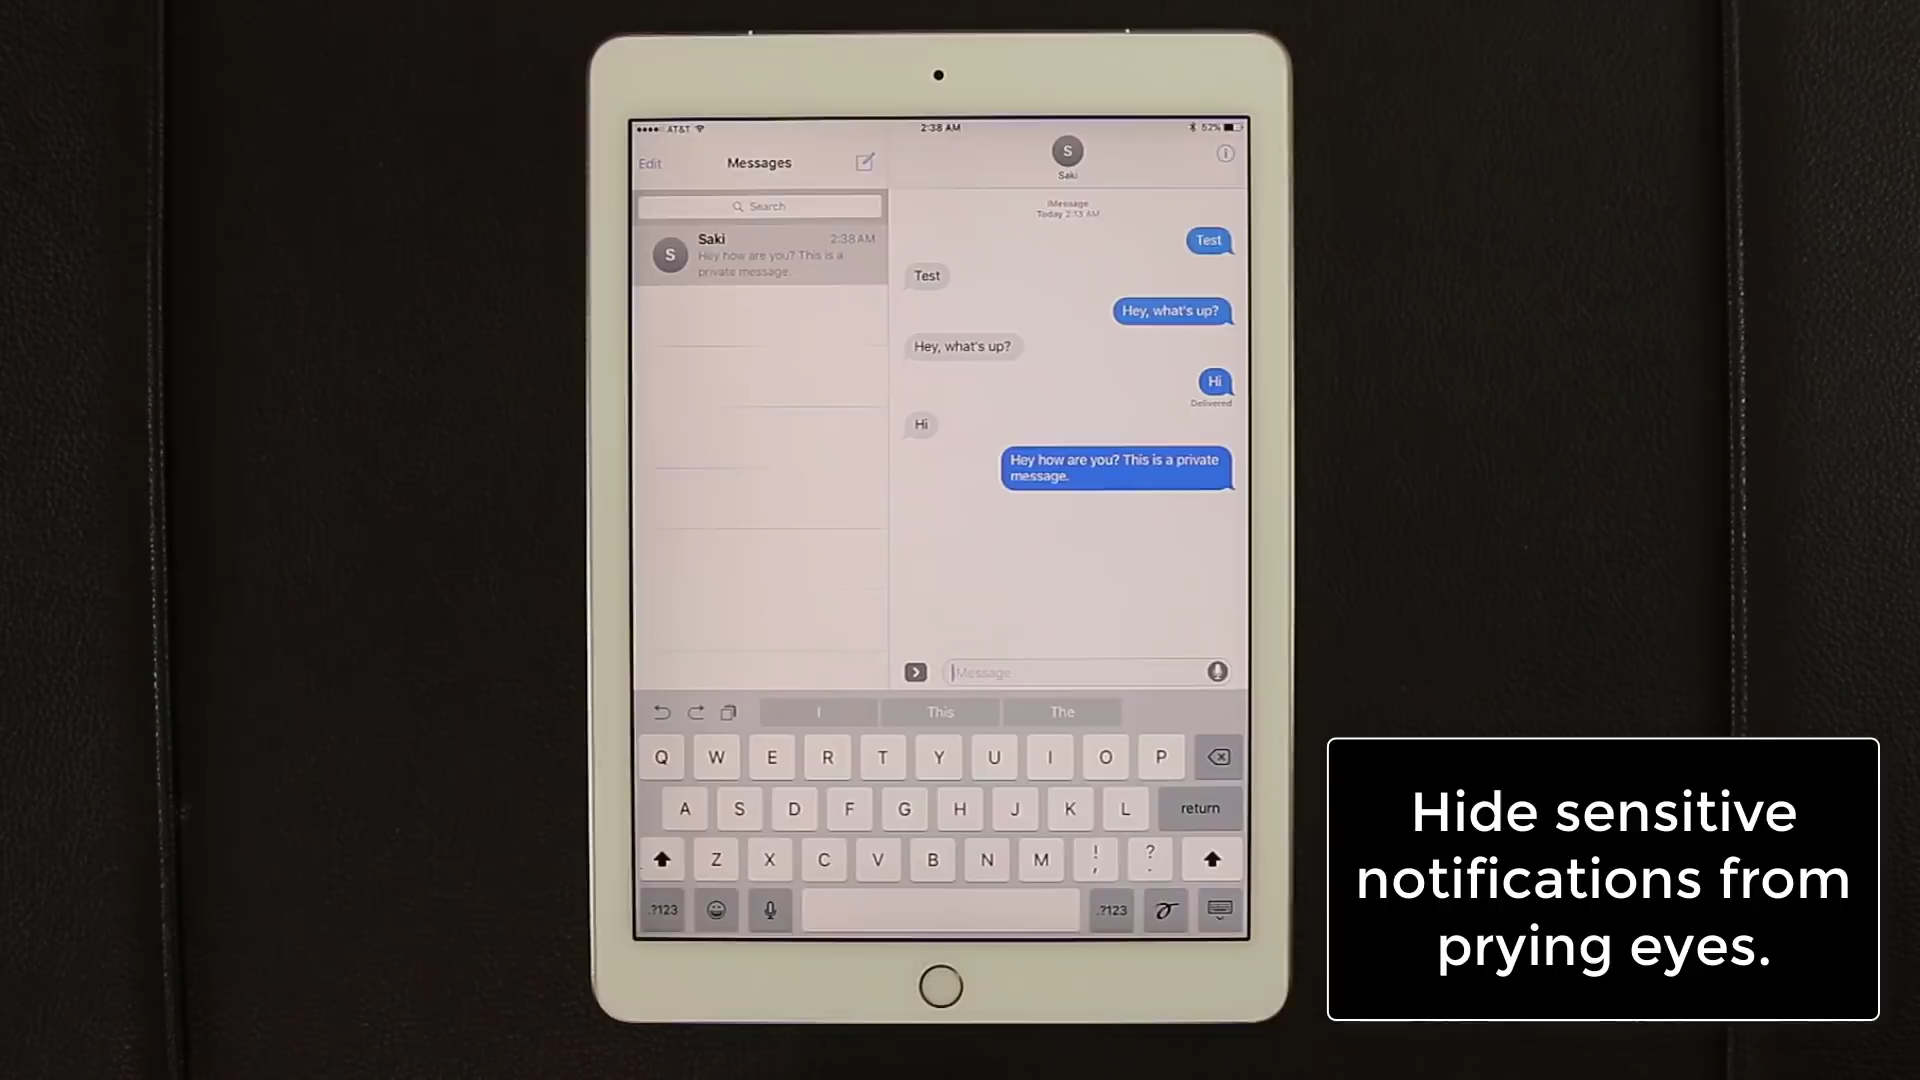 AT&T
2:38 AM
52%
Edit
Messages
S
Saki
Search
S
Saki
2:38 AM
Hey how are you? This is a
private message.
iMessage
Today 2:13 AM
Test
Test
Hey, what's up?
Hey, what's up?
Hi
Delivered
Hi
Hey how are you? This is a private
message.
Message
I
This
The
Q W E R T Y U I O P
A S D F G H J K L return
Z X C V B N M ! , ? .
.?123
.?123
Hide sensitive
notifications from
prying eyes.